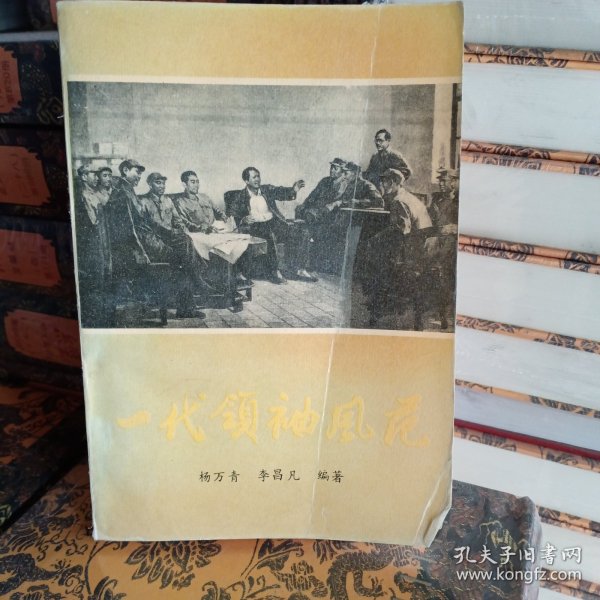 一代领袖风范
杨万青 李昌凡 编著
孔夫子旧书网
www.kongfz.com